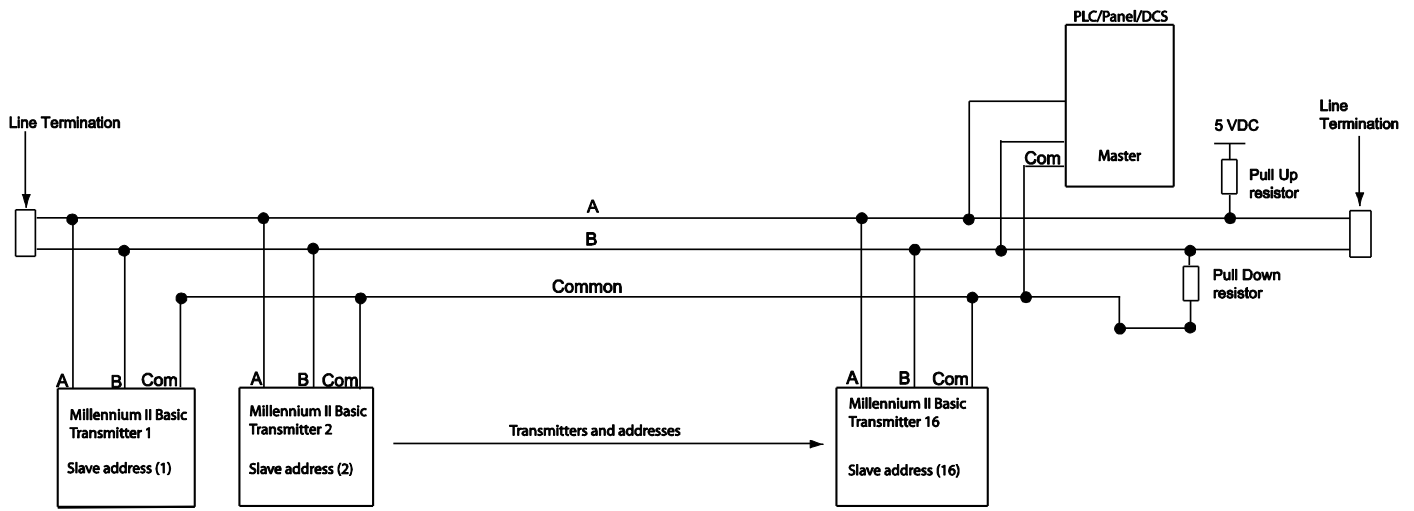 PLC/Panel/DCS
Line Termination
Line
Termination
5 VDC
Com
Master
Pull Up
resistor
A
B
Pull Down
resistor
Common
A B Com
A B Com
A B Com
Millennium II Basic
Transmitter 1
Slave address (1)
Millennium II Basic
Transmitter 2
Slave address (2)
Transmitters and addresses
Millennium II Basic
Transmitter 16
Slave address (16)